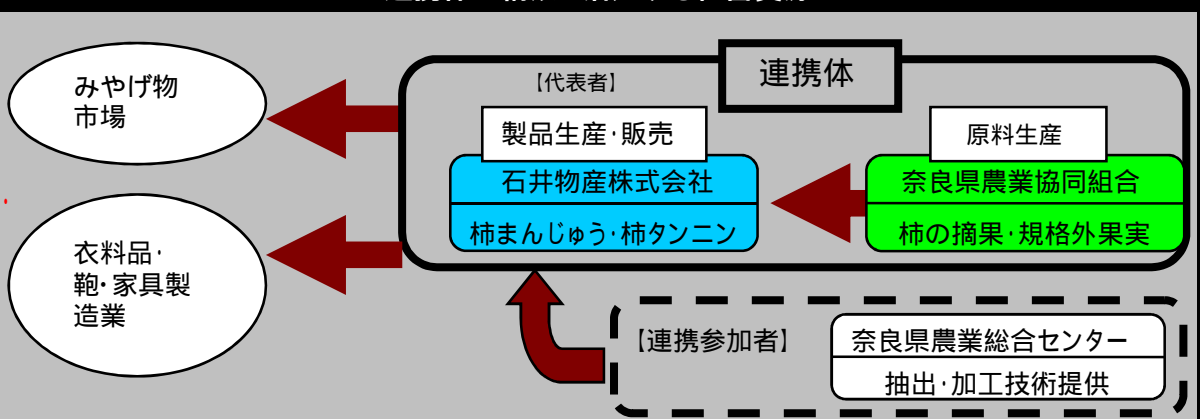 みやげ物
市場
衣料品・
鞄・家具製
造業
連携体
【代表者】
製品生産・販売
石井物産株式会社
柿まんじゅう・柿タンニン
原料生産
奈良県農業協同組合
柿の摘果・規格外果実
【連携参加者】
奈良県農業総合センター
抽出・加工技術提供